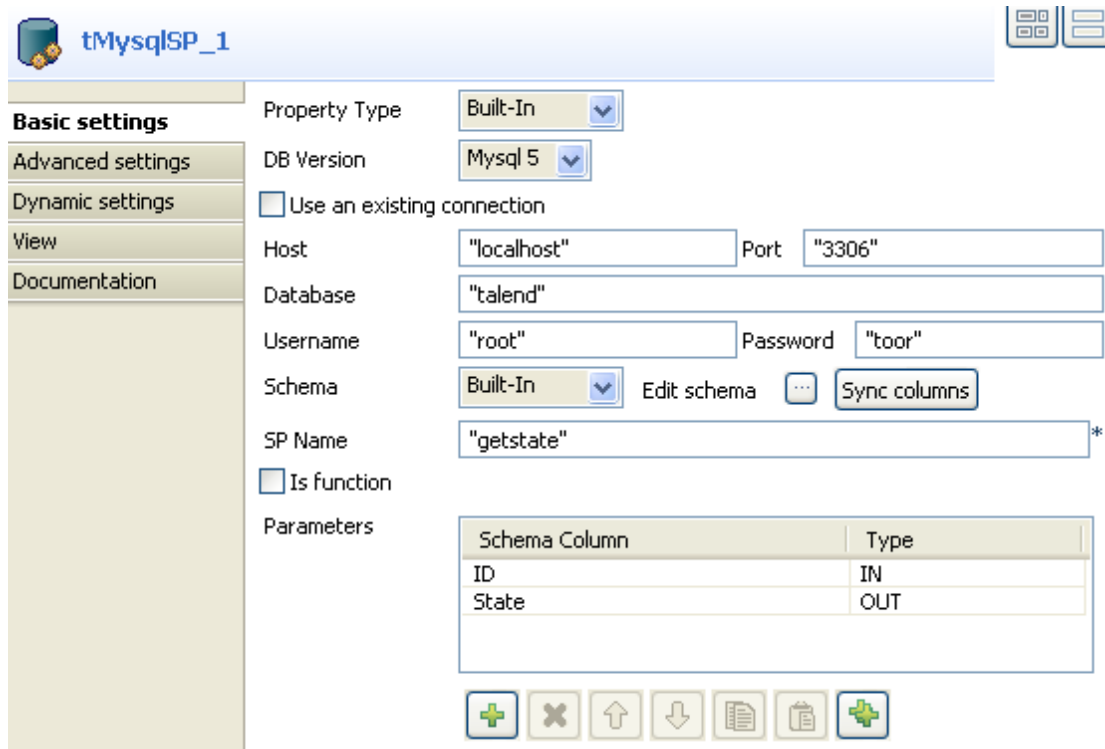 tMysqlSP_1
Basic settings
Advanced settings
Dynamic settings
View
Documentation
Property Type Built-In
DB Version Mysql 5
Use an existing connection
Host "localhost" Port "3306"
Database "talend"
Username "root" Password "toor"
Schema Built-In Edit schema ... Sync columns
SP Name "getstate" *
Is function
Parameters
Schema Column Type
ID IN
State OUT